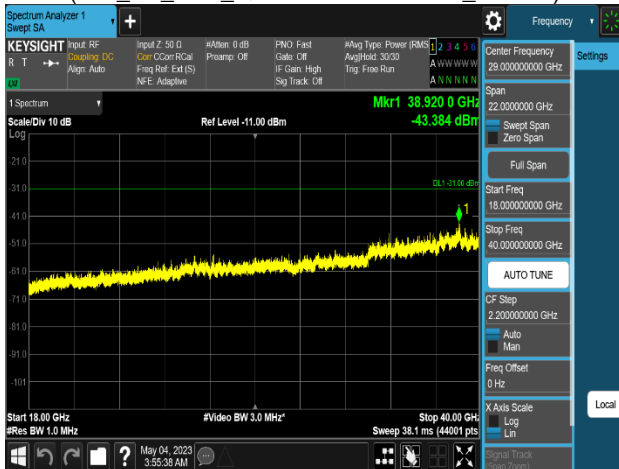 Spectrum Analyzer 1
Swept SA
+
Frequency
KEYSIGHT
R T
Input: RF
Coupling: DC
Align: Auto
Input Z: 50 Ω
Corr CCorr RCal
Freq Ref: Ext (S)
NFE: Adaptive
#Atten: 0 dB
Preamp: Off
PNO: Fast
Gate: Off
IF Gain: High
Sig Track: Off
#Avg Type: Power (RMS
Avg|Hold: 30/30
Trig: Free Run
1 2 3 4 5 6
A W W W W W
A N N N N N
1 Spectrum
Scale/Div 10 dB
Ref Level -11.00 dBm
Mkr1 38.920 0 GHz
-43.384 dBm
Log
-21.0
-31.0
-41.0
-51.0
-61.0
-71.0
-81.0
-91.0
-101
DL1 -31.00 dBm
1
Start 18.00 GHz
#Res BW 1.0 MHz
#Video BW 3.0 MHz*
Stop 40.00 GHz
Sweep 38.1 ms (44001 pts)
Center Frequency
29.000000000 GHz
Span
22.0000000 GHz
Swept Span
Zero Span
Full Span
Start Freq
18.000000000 GHz
Stop Freq
40.000000000 GHz
AUTO TUNE
CF Step
2.200000000 GHz
Auto
Man
Freq Offset
0 Hz
X Axis Scale
Log
Lin
Signal Track
(Span Zoom)
Settings
Local
?
May 04, 2023
3:55:38 AM